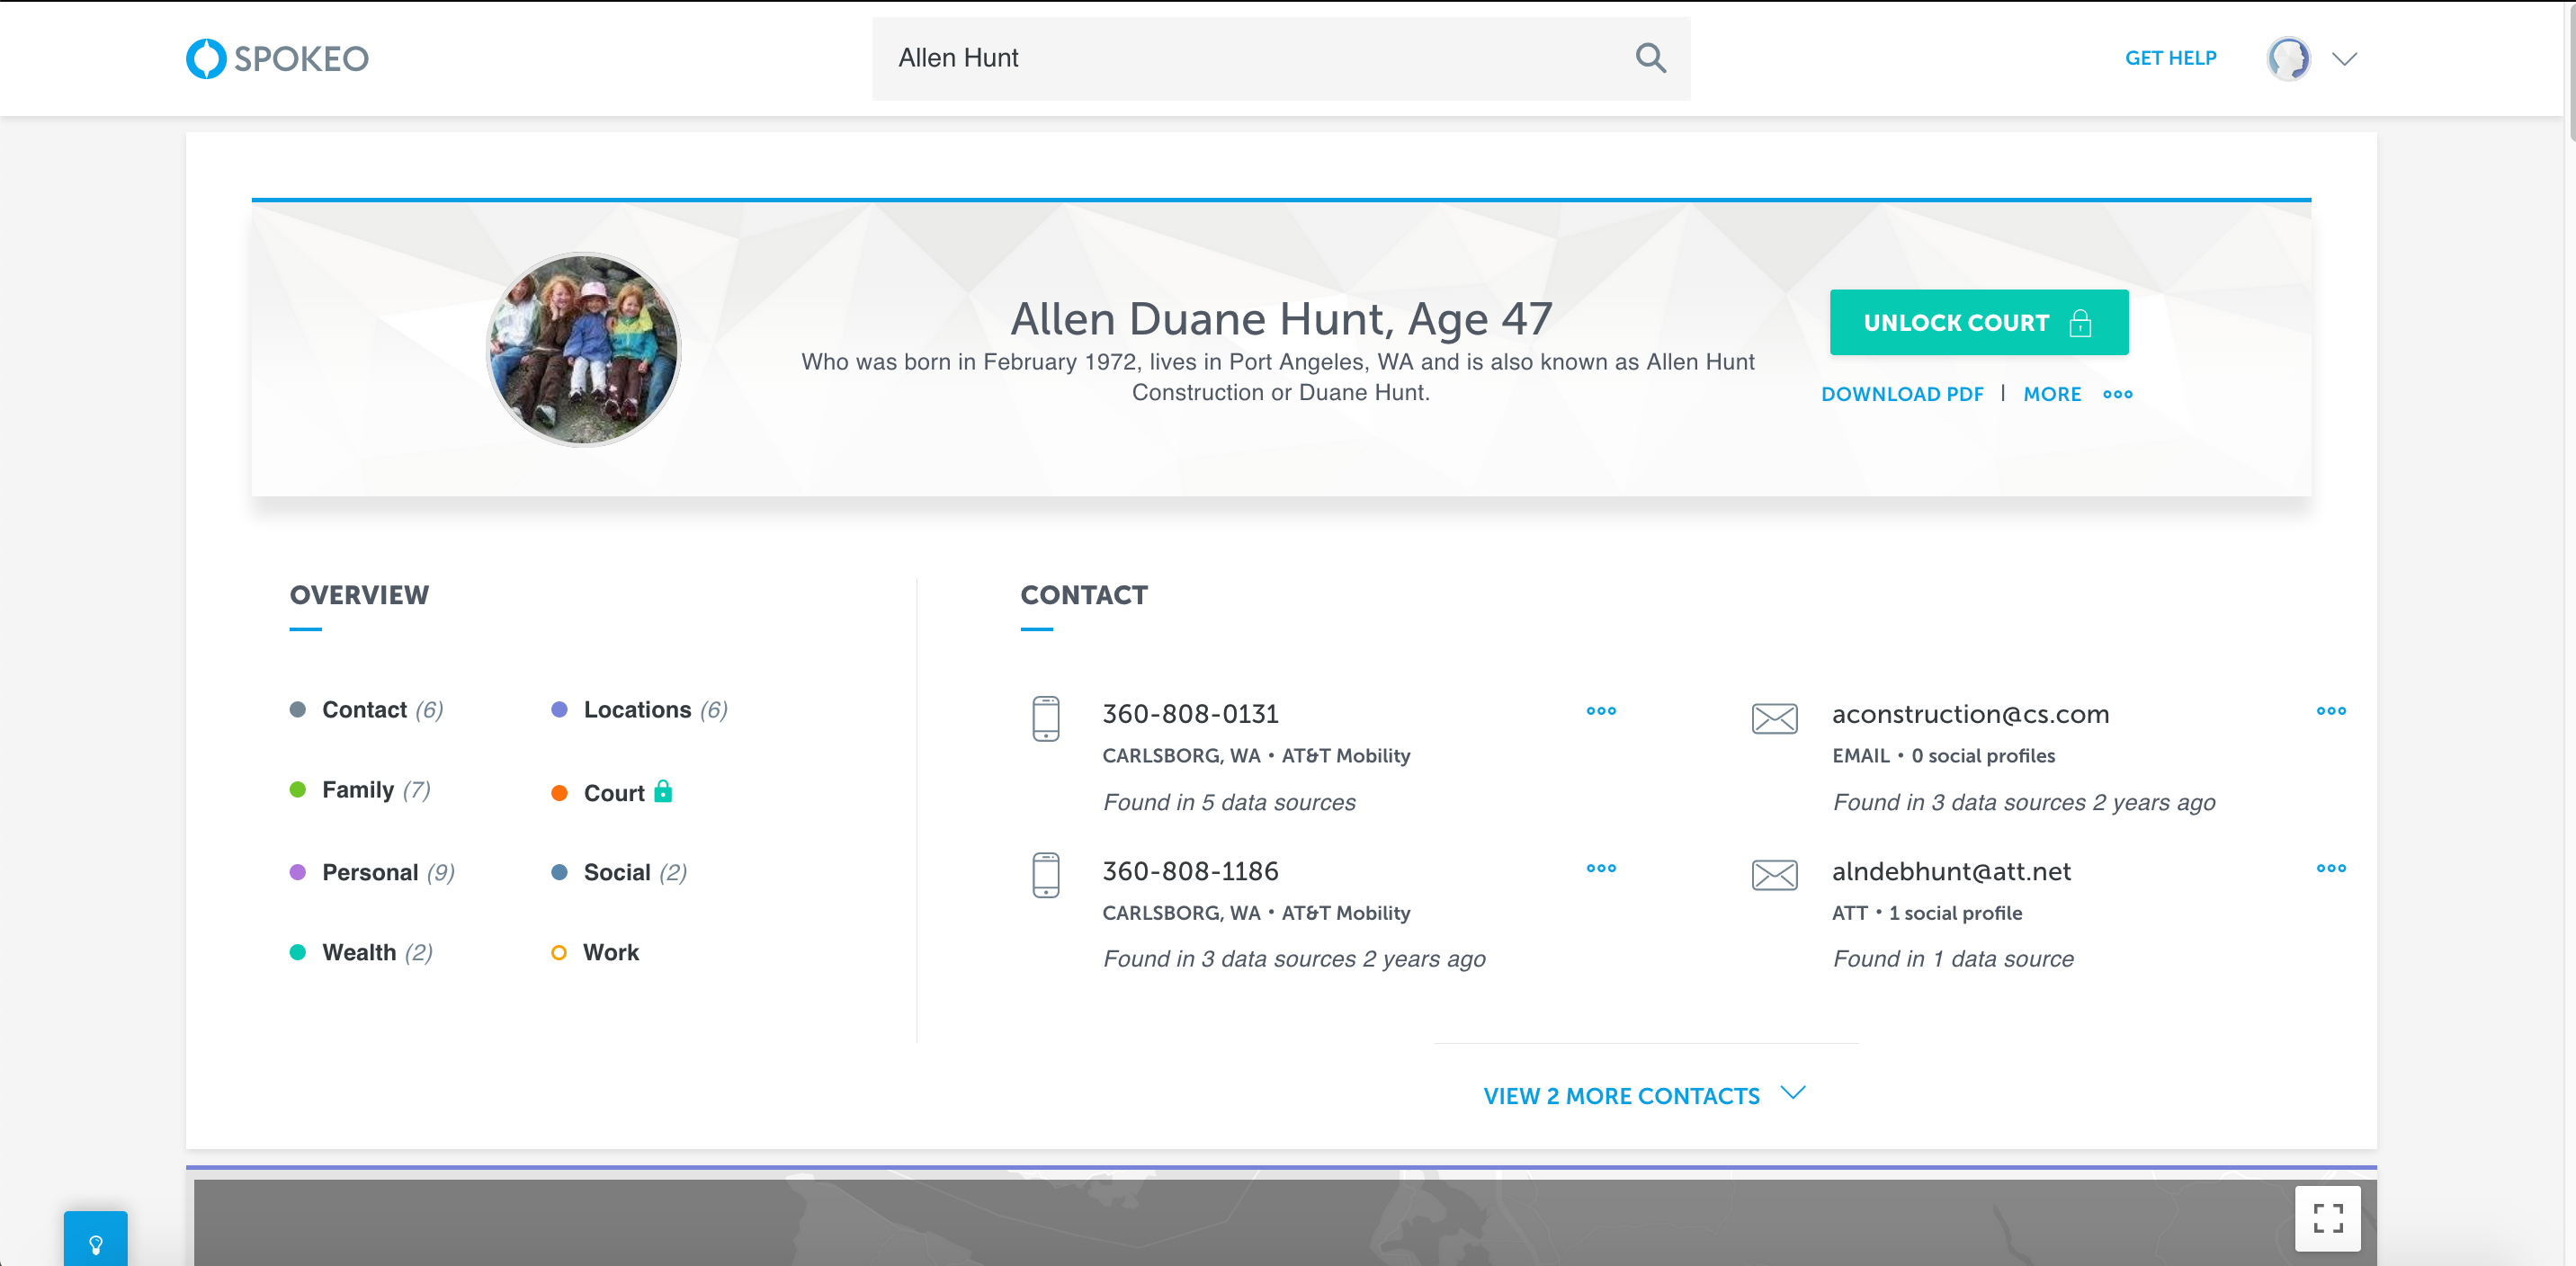 SPOKEO
Allen Hunt
GET HELP
Allen Duane Hunt, Age 47
Who was born in February 1972, lives in Port Angeles, WA and is also known as Allen Hunt
Construction or Duane Hunt.
UNLOCK COURT
DOWNLOAD PDF | MORE
OVERVIEW
Contact (6)
Locations (6)
Family (7)
Court
Personal (9)
Social (2)
Wealth (2)
Work
CONTACT
360-808-0131
CARLSBORG, WA • AT&T Mobility
Found in 5 data sources
aconstruction@cs.com
EMAIL • 0 social profiles
Found in 3 data sources 2 years ago
360-808-1186
CARLSBORG, WA • AT&T Mobility
Found in 3 data sources 2 years ago
alndebhunt@att.net
ATT • 1 social profile
Found in 1 data source
VIEW 2 MORE CONTACTS